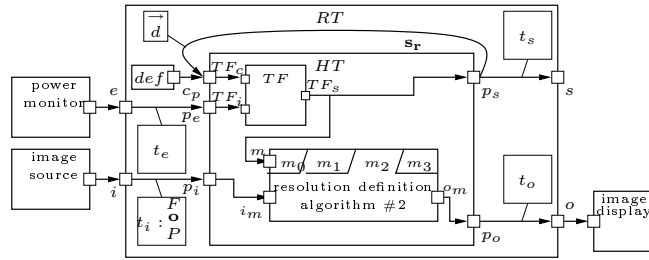 RT
→
d
t_s
s_r
def
TF_c
TF
HT
TF_s
power
monitor
e
c_p
p_e
TF_i
p_s
s
t_e
m
m_0
m_1
m_2
m_3
image
source
i
p_i
i_m
resolution definition
algorithm #2
o_m
t_o
t_i :
F
o
P
p_o
o
image
display